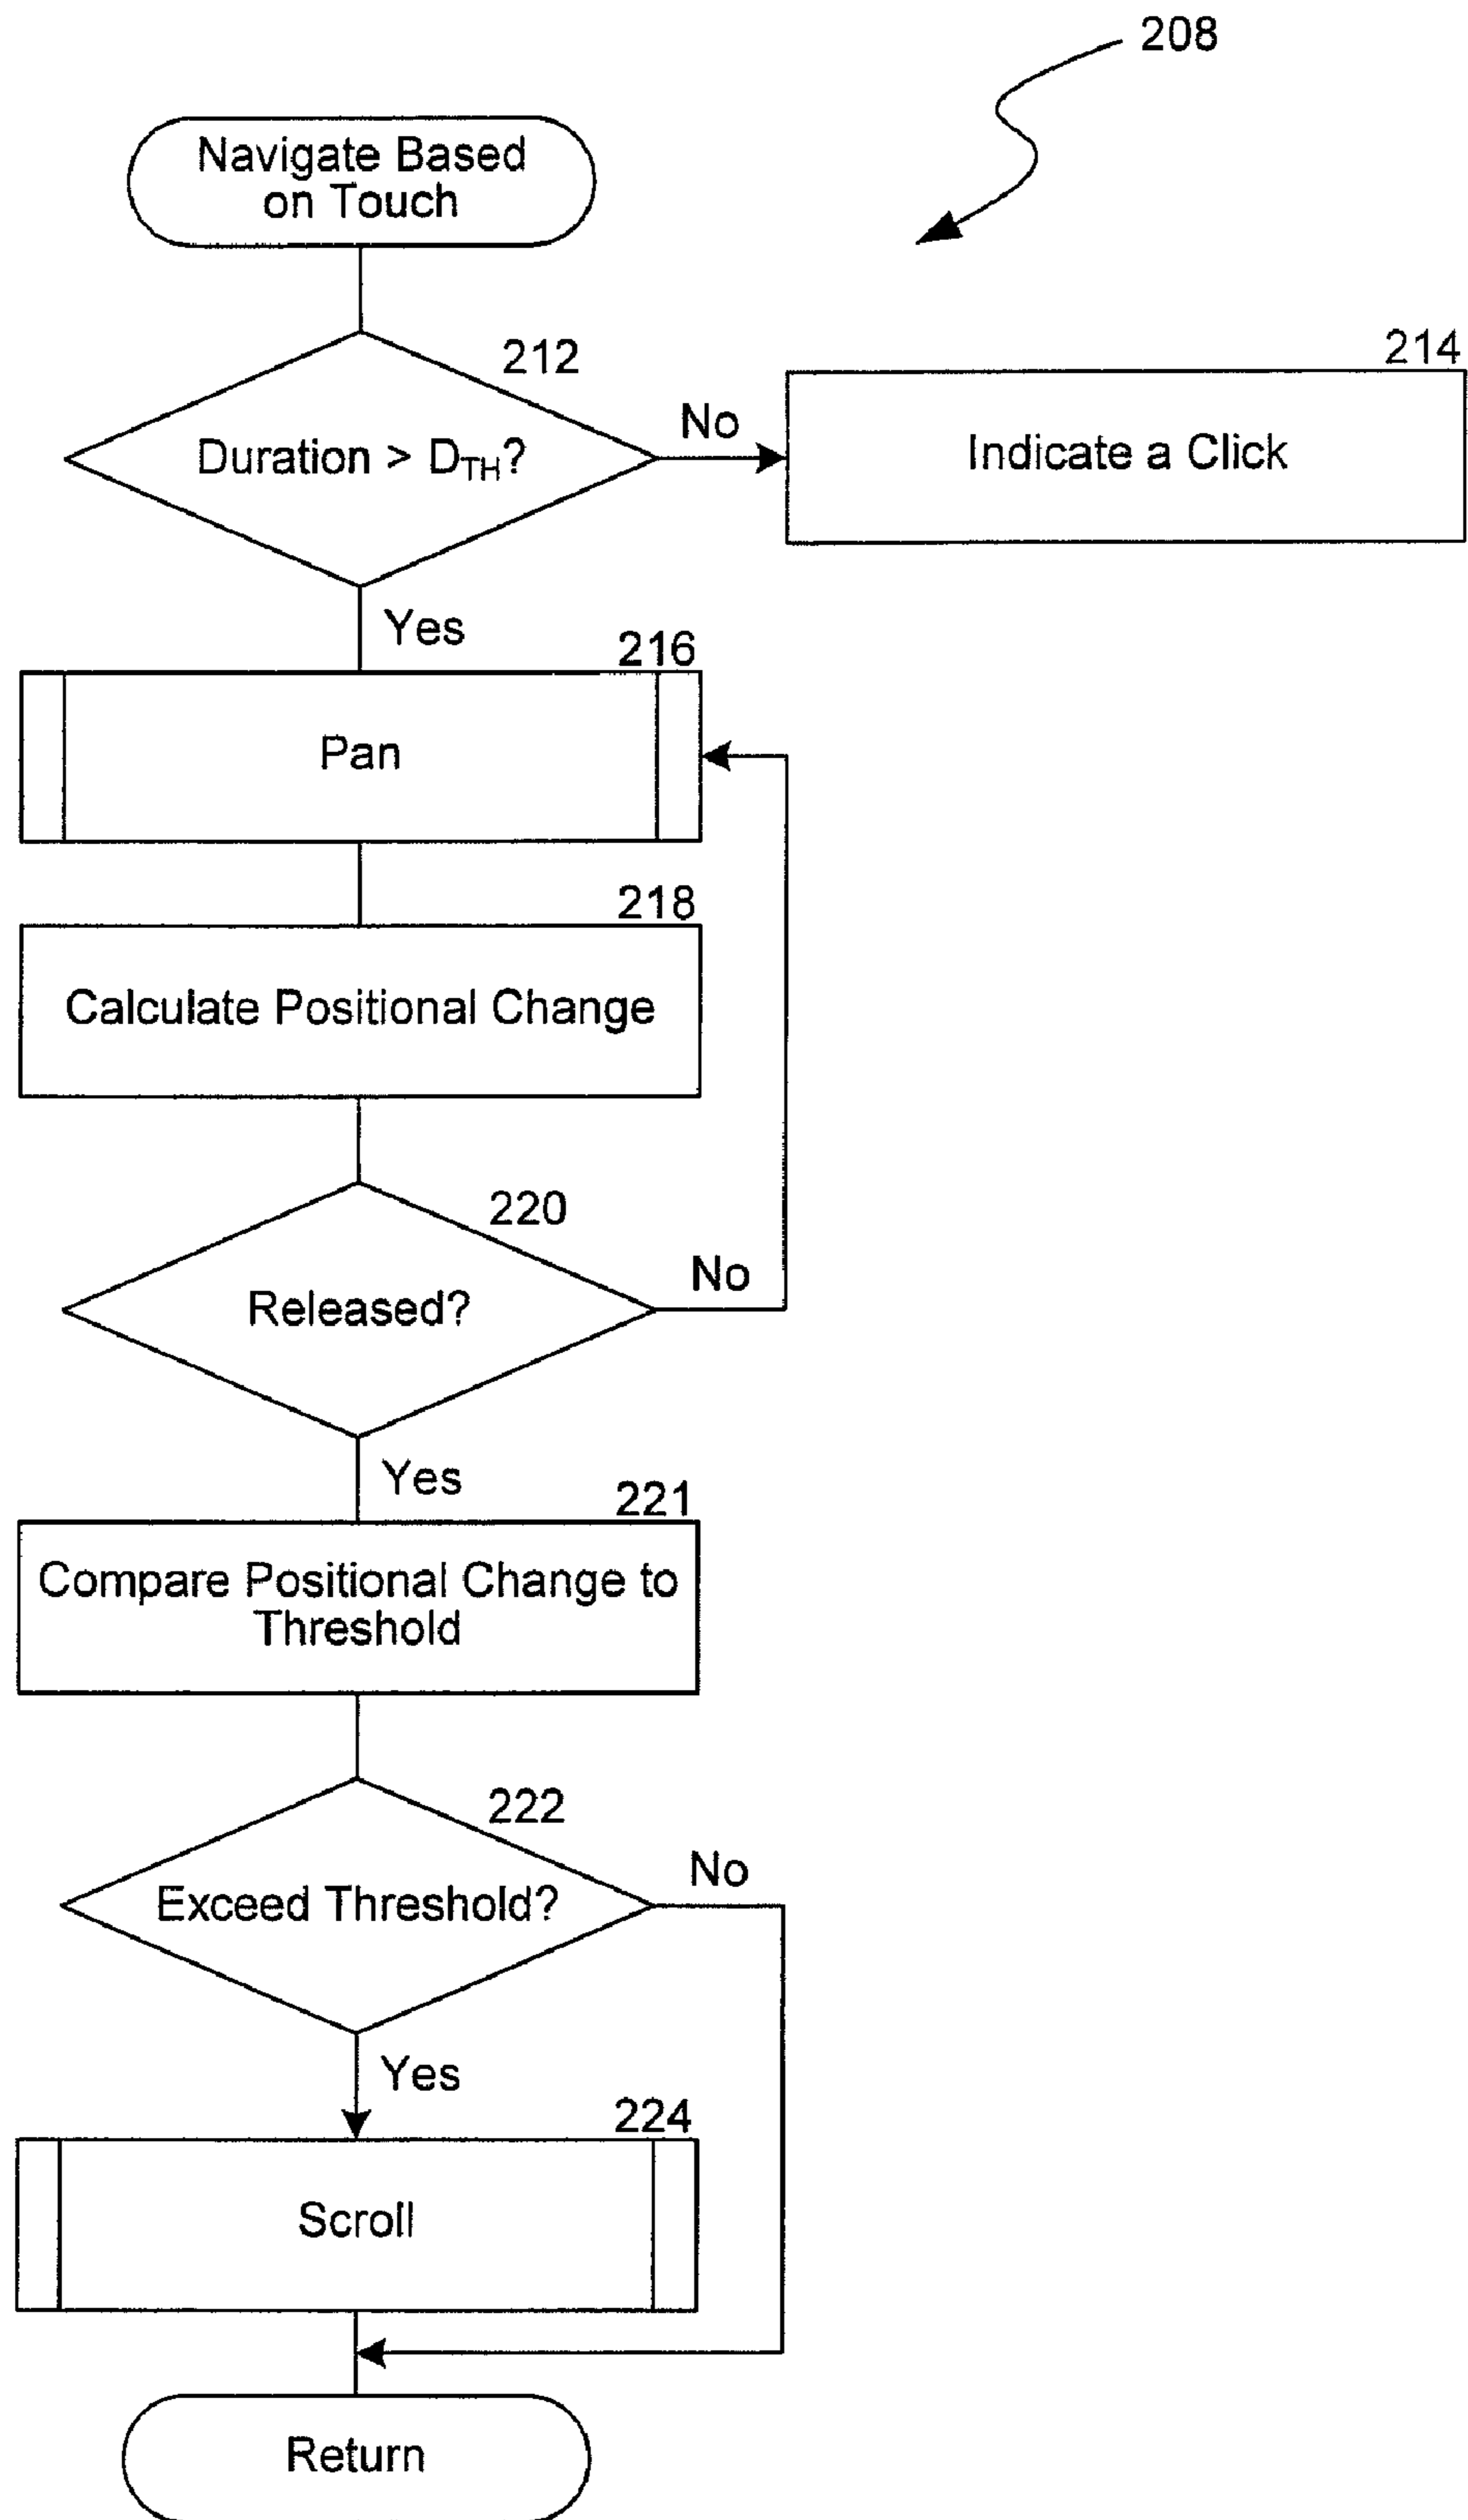 208
Navigate Based
on Touch
212
Duration > D_TH?
No
214
Indicate a Click
Yes
216
Pan
218
Calculate Positional Change
220
Released?
No
Yes
221
Compare Positional Change to
Threshold
222
Exceed Threshold?
No
Yes
224
Scroll
Return